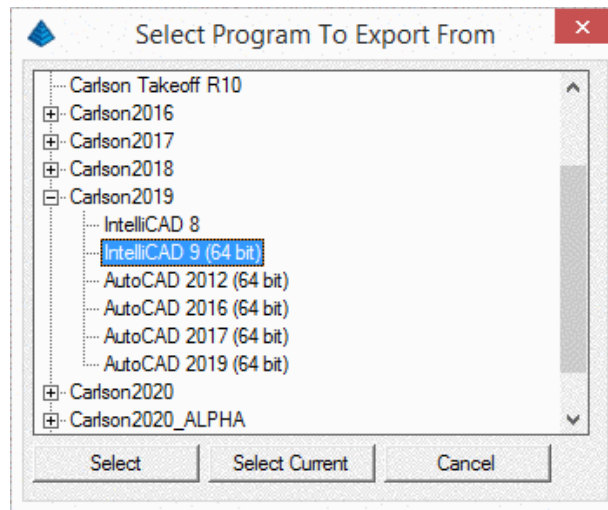 Select Program To Export From
Carlson Takeoff R10
Carlson2016
Carlson2017
Carlson2018
Carlson2019
IntelliCAD 8
IntelliCAD 9 (64 bit)
AutoCAD 2012 (64 bit)
AutoCAD 2016 (64 bit)
AutoCAD 2017 (64 bit)
AutoCAD 2019 (64 bit)
Carlson2020
Carlson2020_ALPHA
Select Select Current Cancel